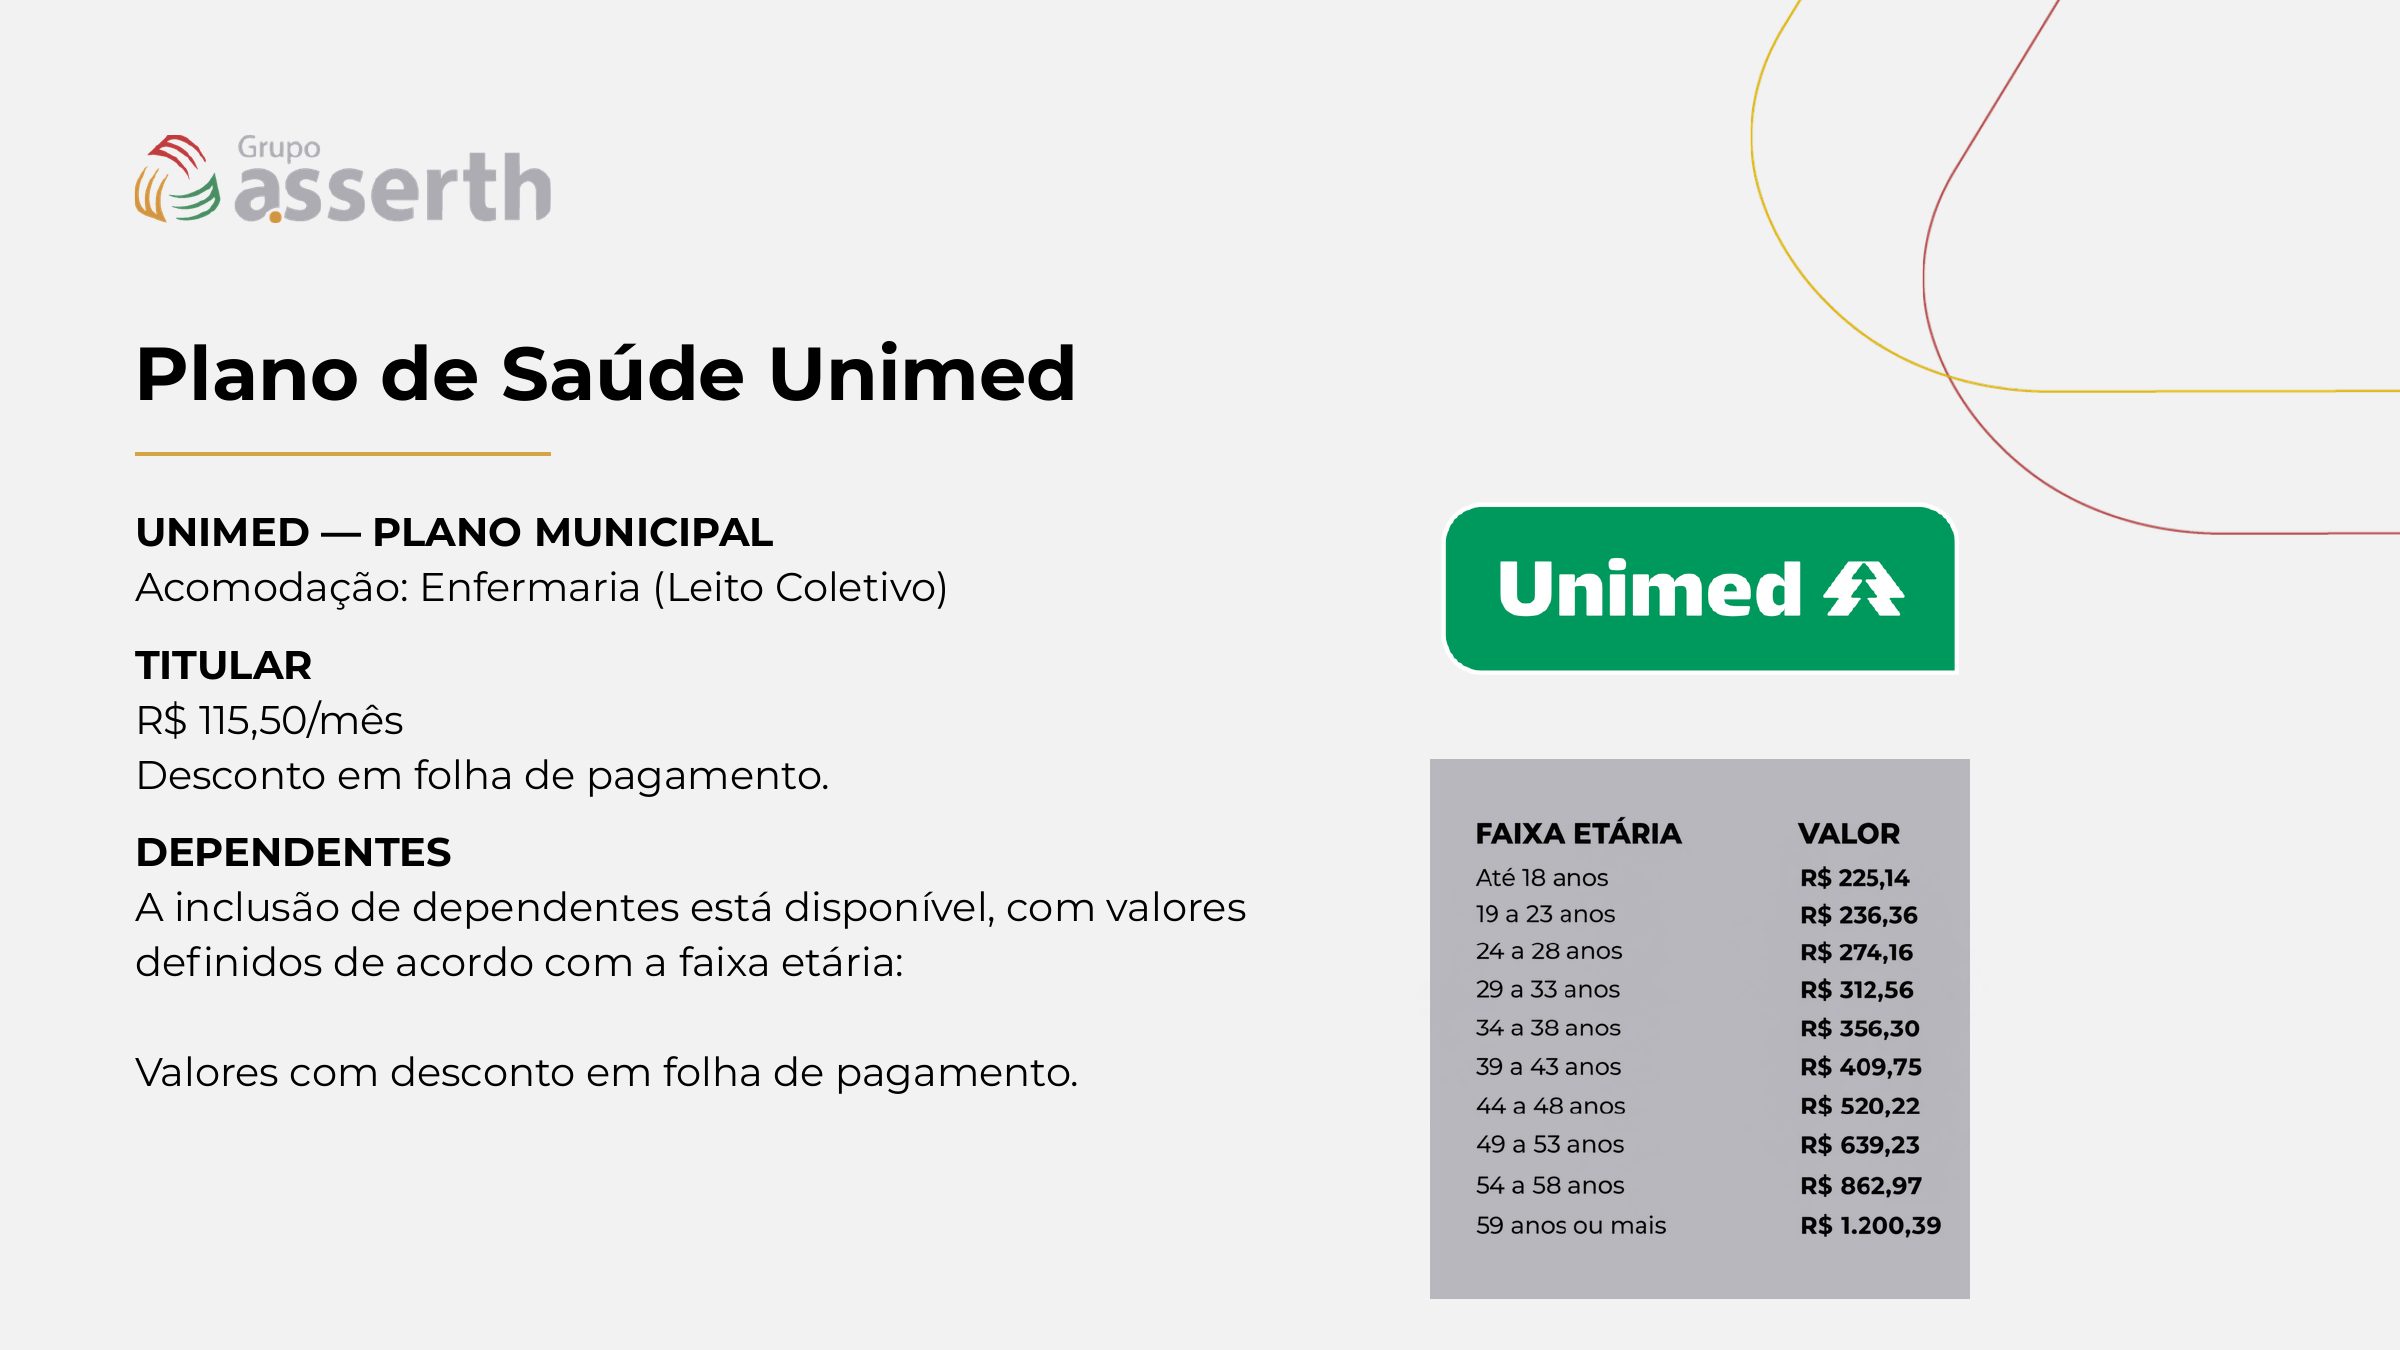 Grupo
asserth
Plano de Saúde Unimed
UNIMED — PLANO MUNICIPAL
Acomodação: Enfermaria (Leito Coletivo)
TITULAR
R$ 115,50/mês
Desconto em folha de pagamento.
DEPENDENTES
A inclusão de dependentes está disponível, com valores
definidos de acordo com a faixa etária:
Valores com desconto em folha de pagamento.
Unimed
FAIXA ETÁRIA VALOR
Até 18 anos R$ 225,14
19 a 23 anos R$ 236,36
24 a 28 anos R$ 274,16
29 a 33 anos R$ 312,56
34 a 38 anos R$ 356,30
39 a 43 anos R$ 409,75
44 a 48 anos R$ 520,22
49 a 53 anos R$ 639,23
54 a 58 anos R$ 862,97
59 anos ou mais R$ 1.200,39